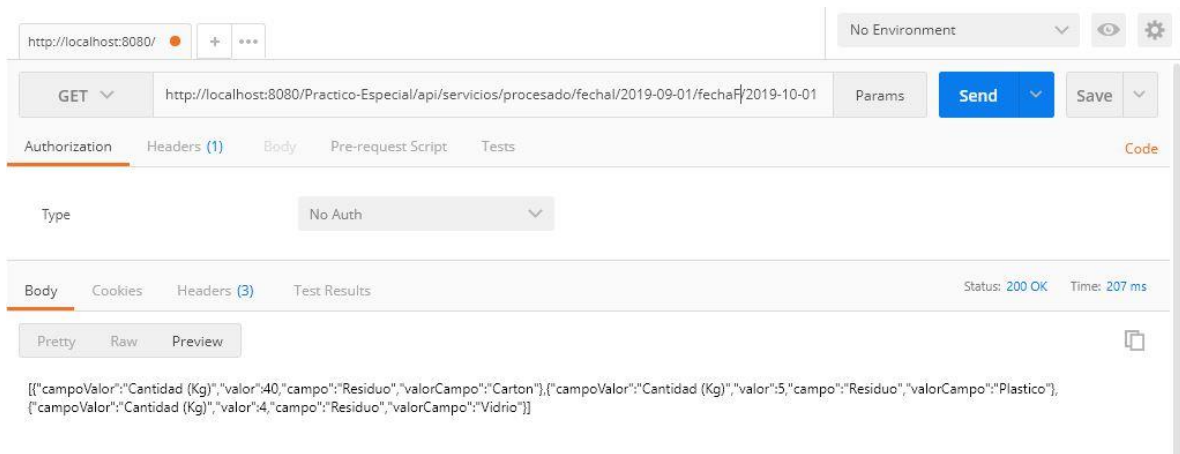 http://localhost:8080/ + ••• No Environment
GET http://localhost:8080/Practico-Especial/api/servicios/procesado/fechaI/2019-09-01/fechaF/2019-10-01 Params Send Save
Authorization Headers (1) Body Pre-request Script Tests Code
Type No Auth
Body Cookies Headers (3) Test Results Status: 200 OK Time: 207 ms
Pretty Raw Preview
[{"campoValor":"Cantidad (Kg)","valor":40,"campo":"Residuo","valorCampo":"Carton"},{"campoValor":"Cantidad (Kg)","valor":5,"campo":"Residuo","valorCampo":"Plastico"},
{"campoValor":"Cantidad (Kg)","valor":4,"campo":"Residuo","valorCampo":"Vidrio"}]